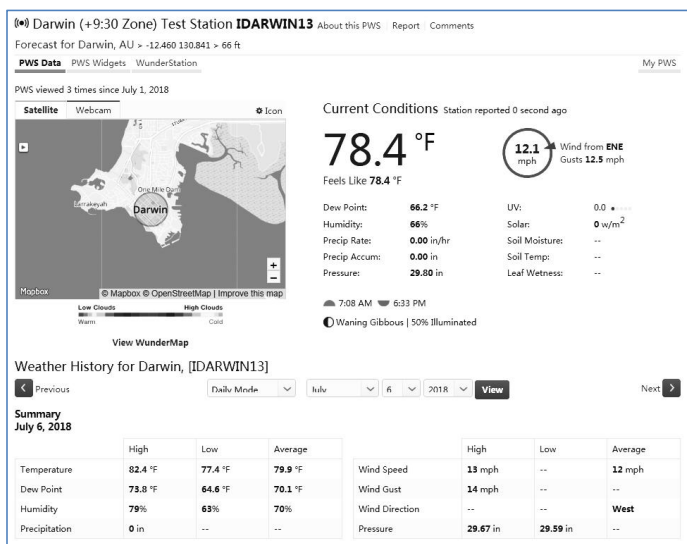 Darwin (+9:30 Zone) Test Station IDARWIN13 About this PWS | Report | Comments
Forecast for Darwin, AU > -12.460 130.841 > 66 ft
PWS Data PWS Widgets WunderStation My PWS
PWS viewed 3 times since July 1, 2018
Satellite Webcam Icon
One Mile Dam
Larrakeyah
Darwin
+
−
Mapbox © Mapbox © OpenStreetMap | Improve this map
Low Clouds High Clouds
Warm Cold
View WunderMap
Current Conditions Station reported 0 second ago
78.4 °F
Feels Like 78.4 °F
12.1 mph
Wind from ENE
Gusts 12.5 mph
Dew Point: 66.2 °F
Humidity: 66%
Precip Rate: 0.00 in/hr
Precip Accum: 0.00 in
Pressure: 29.80 in
UV: 0.0
Solar: 0 w/m²
Soil Moisture: --
Soil Temp: --
Leaf Wetness: --
7:08 AM 6:33 PM
Waning Gibbous | 50% Illuminated
Weather History for Darwin, [IDARWIN13]
Previous Daily Mode July 6 2018 View Next
Summary
July 6, 2018
High Low Average
Temperature 82.4 °F 77.4 °F 79.9 °F
Dew Point 73.8 °F 64.6 °F 70.1 °F
Humidity 79% 63% 70%
Precipitation 0 in -- --
High Low Average
Wind Speed 13 mph -- 12 mph
Wind Gust 14 mph -- --
Wind Direction -- -- West
Pressure 29.67 in 29.59 in --